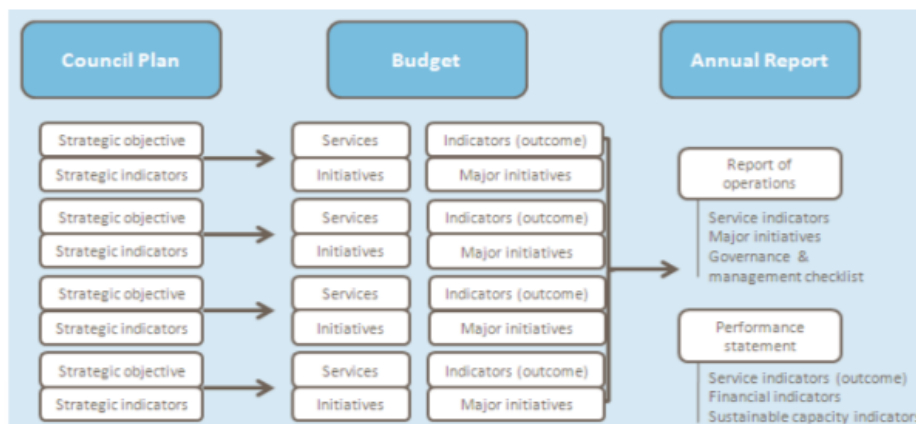 Council Plan
Budget
Annual Report
Strategic objective
Strategic indicators
Services
Initiatives
Indicators (outcome)
Major initiatives
Strategic objective
Strategic indicators
Services
Initiatives
Indicators (outcome)
Major initiatives
Strategic objective
Strategic indicators
Services
Initiatives
Indicators (outcome)
Major initiatives
Strategic objective
Strategic indicators
Services
Initiatives
Indicators (outcome)
Major initiatives
Report of
operations
Service indicators
Major initiatives
Governance &
management checklist
Performance
statement
Service indicators (outcome)
Financial indicators
Sustainable capacity indicators